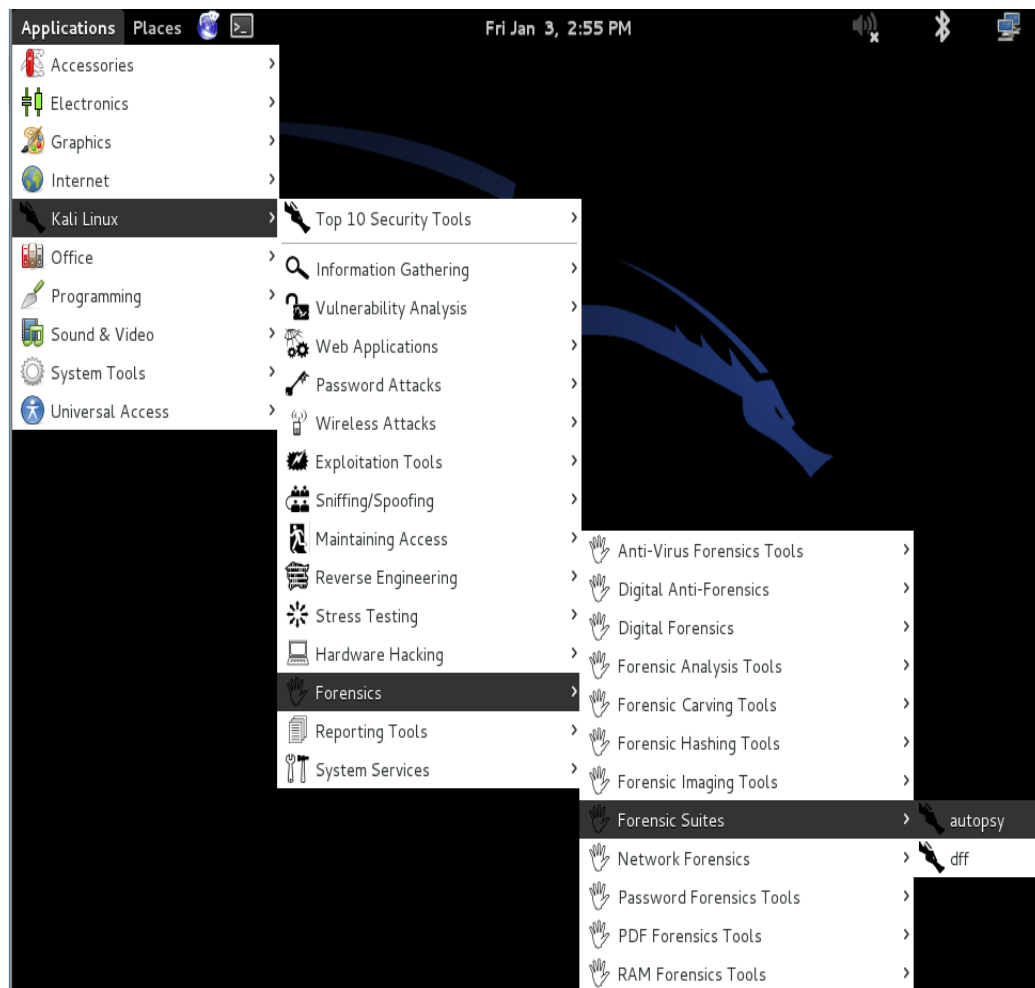 Applications Places Fri Jan 3, 2:55 PM
Accessories
Electronics
Graphics
Internet
Kali Linux
Office
Programming
Sound & Video
System Tools
Universal Access
Top 10 Security Tools
Information Gathering
Vulnerability Analysis
Web Applications
Password Attacks
Wireless Attacks
Exploitation Tools
Sniffing/Spoofing
Maintaining Access
Reverse Engineering
Stress Testing
Hardware Hacking
Forensics
Reporting Tools
System Services
Anti-Virus Forensics Tools
Digital Anti-Forensics
Digital Forensics
Forensic Analysis Tools
Forensic Carving Tools
Forensic Hashing Tools
Forensic Imaging Tools
Forensic Suites
Network Forensics
Password Forensics Tools
PDF Forensics Tools
RAM Forensics Tools
autopsy
dff